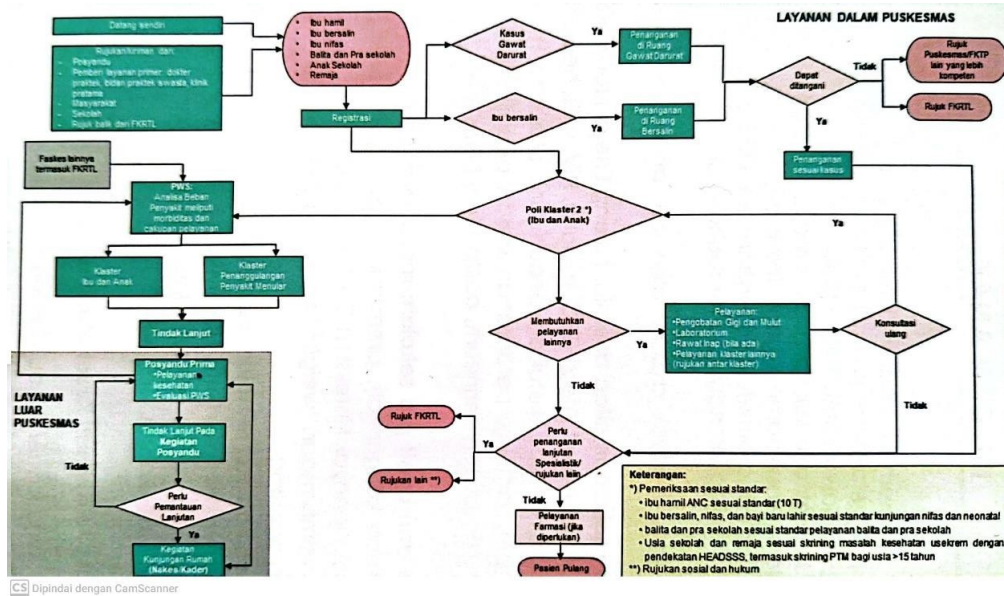 LAYANAN DALAM PUSKESMAS
Datang sendiri
Rujukan/kiriman dari:
- Posyandu
- Pemberi layanan primer: dokter
praktek, bidan praktek swasta, klinik
pratama
- Masyarakat
- Sekolah
- Rujuk balik dari FKRTL
• Ibu hamil
• Ibu bersalin
• Ibu nifas
• Balita dan Pra sekolah
• Anak Sekolah
• Remaja
Registrasi
Kasus
Gawat
Darurat
Ya
Penanganan
di Ruang
Gawat Darurat
Ibu bersalin
Ya
Penanganan
di Ruang
Bersalin
Dapat
ditangani
Tidak
Rujuk
Puskesmas/FKTP
lain yang lebih
kompeten
Rujuk FKRTL
Ya
Penanganan
sesuai kasus
Faskes lainnya
termasuk FKRTL
PWS:
Analisa Beban
Penyakit meliputi
morbiditas dan
cakupan pelayanan
Klaster
Ibu dan Anak
Klaster
Penanggulangan
Penyakit Menular
Tindak Lanjut
Poli Klaster 2 *)
(Ibu dan Anak)
Ya
Membutuhkan
pelayanan
lainnya
Ya
Pelayanan:
•Pengobatan Gigi dan Mulut
•Laboratorium
•Rawat Inap (bila ada)
•Pelayanan klaster lainnya
(rujukan antar klaster)
Konsultasi
ulang
Tidak
Tidak
LAYANAN
LUAR
PUSKESMAS
Posyandu Prima
•Pelayanan
kesehatan
•Evaluasi PWS
Tindak Lanjut Pada
Kegiatan
Posyandu
Tidak
Perlu
Pemantauan
Lanjutan
Ya
Kegiatan
Kunjungan Rumah
(Nakes/Kader)
Rujuk FKRTL
Ya
Rujukan lain **)
Perlu
penanganan
lanjutan
Spesialistik/
rujukan lain
Tidak
Pelayanan
Farmasi (jika
diperlukan)
Pasien Pulang
Keterangan:
*) Pemeriksaan sesuai standar:
• ibu hamil ANC sesuai standar (10 T)
• Ibu bersalin, nifas, dan bayi baru lahir sesuai standar kunjungan nifas dan neonatal
• balita dan pra sekolah sesuai standar pelayanan balita dan pra sekolah
• Usia sekolah dan remaja sesuai skrining masalah kesehatan usekrem dengan
pendekatan HEADSSS, termasuk skrining PTM bagi usia >15 tahun
**) Rujukan sosial dan hukum
CS Dipindai dengan CamScanner